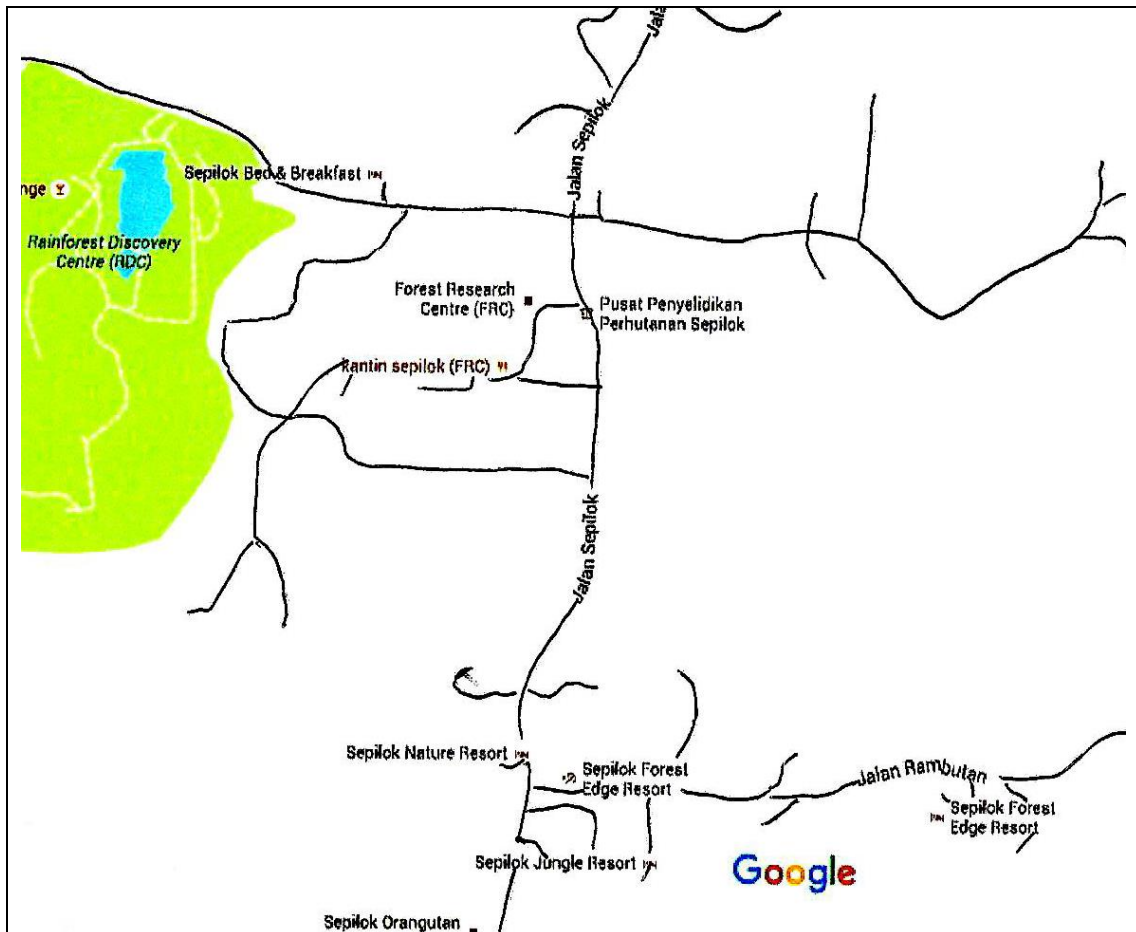 Jalan Sepilok
Sepilok Bed & Breakfast
nge
Rainforest Discovery
Centre (RDC)
Forest Research
Centre (FRC)
Pusat Penyelidikan
Perhutanan Sepilok
kantin sepilok (FRC)
Jalan Sepilok
Sepilok Nature Resort
Sepilok Forest
Edge Resort
Jalan Rambutan
Sepilok Forest
Edge Resort
Sepilok Jungle Resort
Google
Sepilok Orangutan